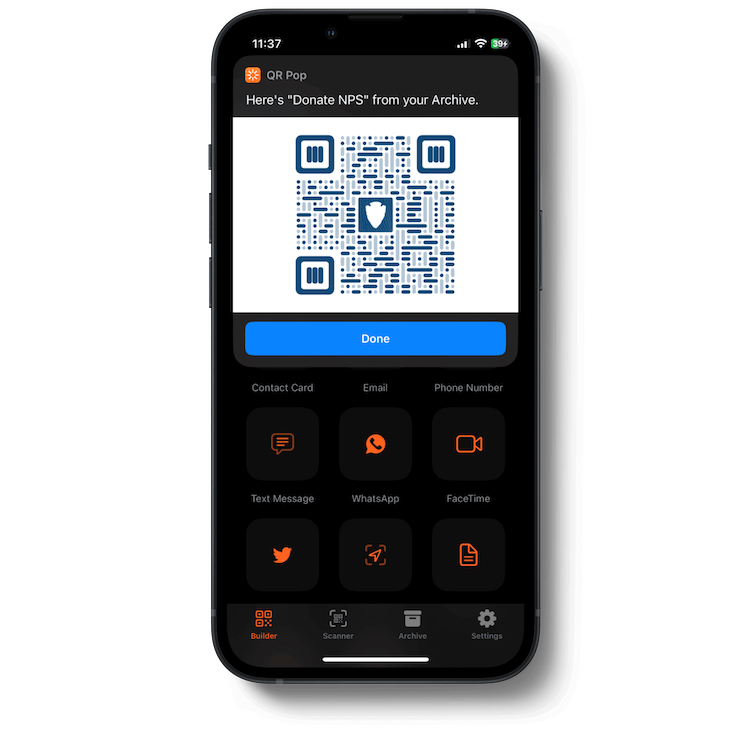 11:37
39
QR Pop
Here's "Donate NPS" from your Archive.
Done
Contact Card Email Phone Number
Text Message WhatsApp FaceTime
Builder Scanner Archive Settings